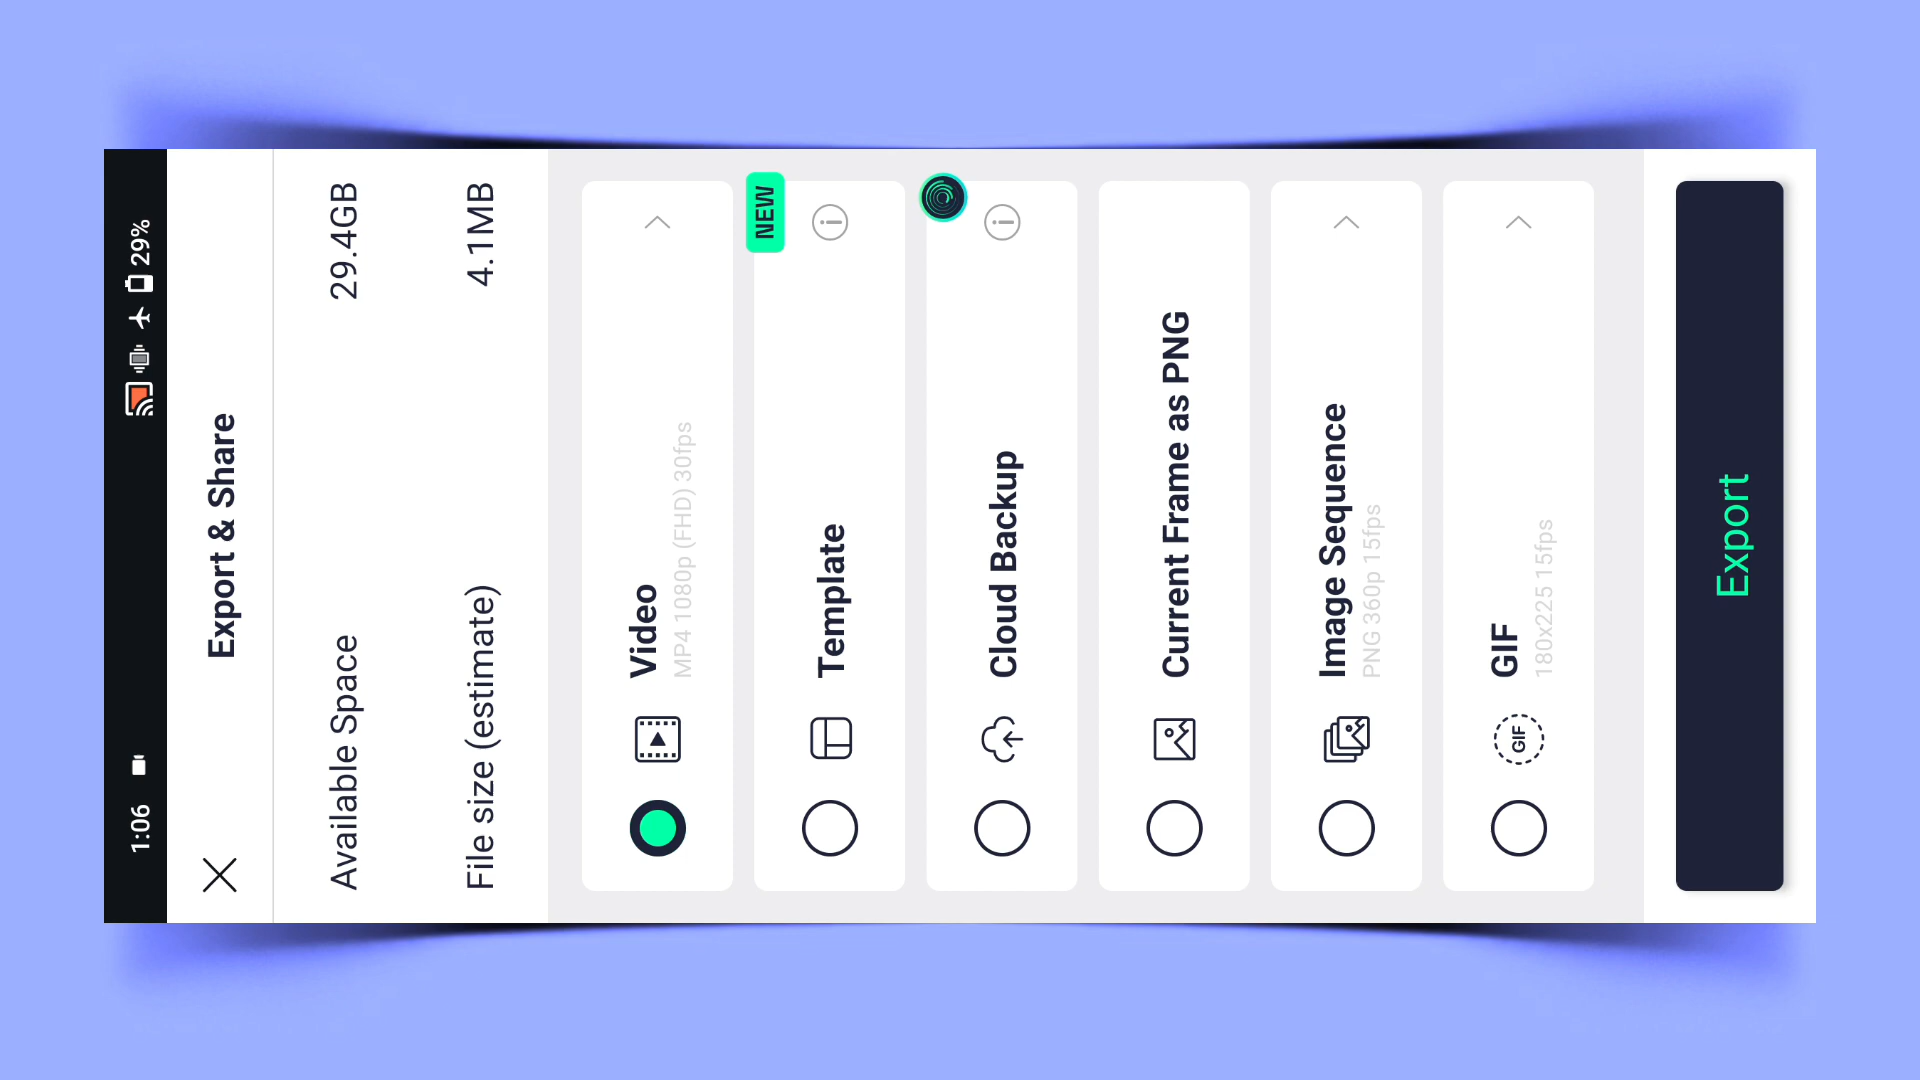 1:06 29%
Export & Share
Available Space 29.4GB
File size (estimate) 4.1MB
Video
MP4 1080p (FHD) 30fps
NEW
Template
Cloud Backup
Current Frame as PNG
Image Sequence
PNG 360p 15fps
GIF
GIF
180x225 15fps
Export